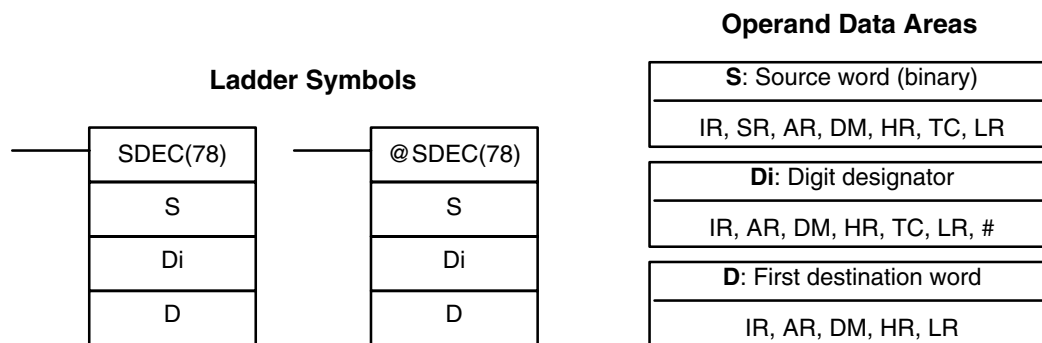 Ladder Symbols
SDEC(78)
S
Di
D
@SDEC(78)
S
Di
D
Operand Data Areas
S: Source word (binary)
IR, SR, AR, DM, HR, TC, LR
Di: Digit designator
IR, AR, DM, HR, TC, LR, #
D: First destination word
IR, AR, DM, HR, LR